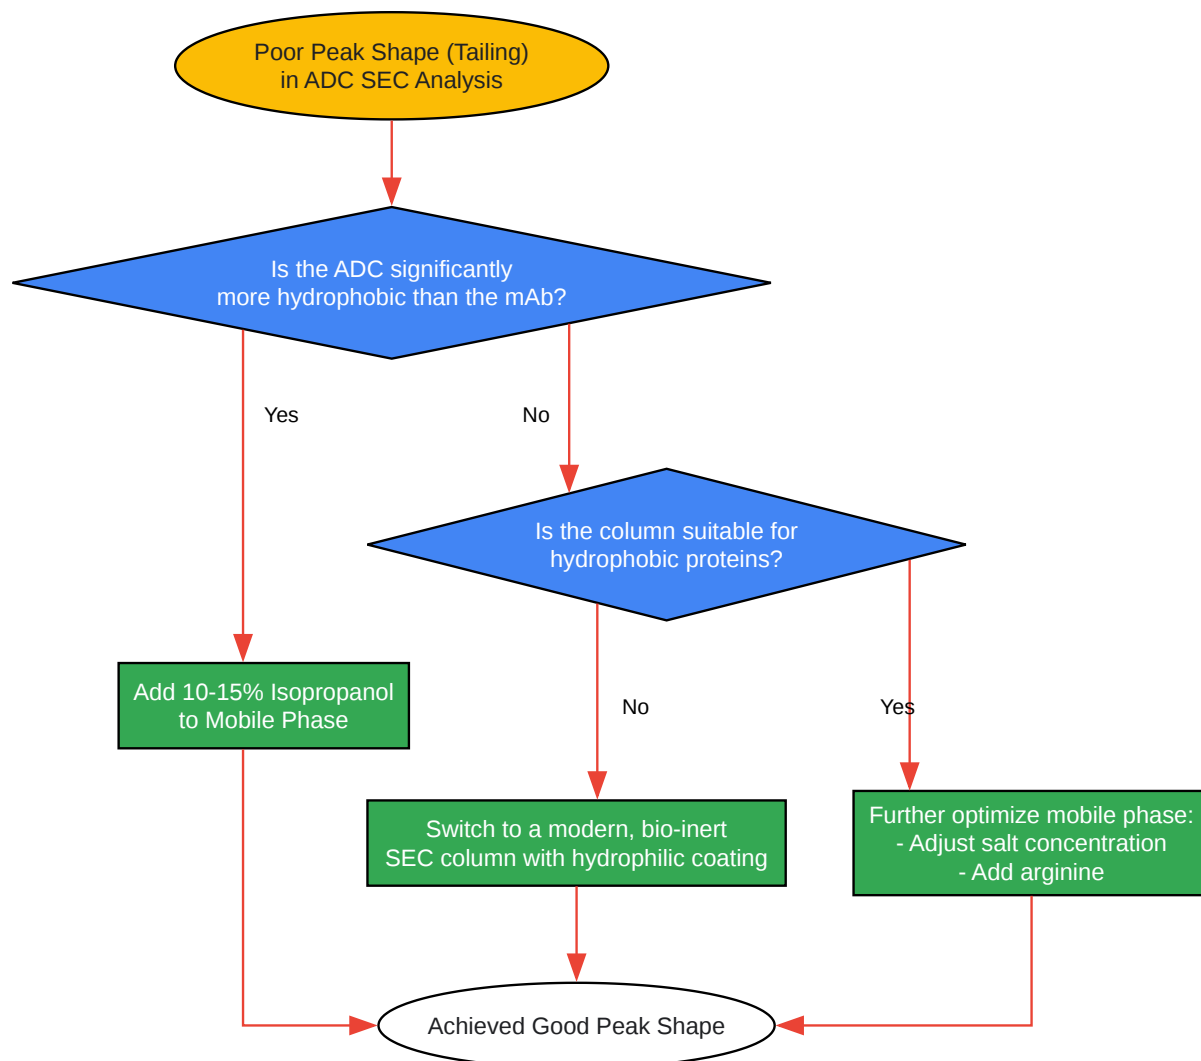 Poor Peak Shape (Tailing)
in ADC SEC Analysis
Is the ADC significantly
more hydrophobic than the mAb?
Yes
No
Is the column suitable for
hydrophobic proteins?
Add 10-15% Isopropanol
to Mobile Phase
No
Yes
Switch to a modern, bio-inert
SEC column with hydrophilic coating
Further optimize mobile phase:
- Adjust salt concentration
- Add arginine
Achieved Good Peak Shape